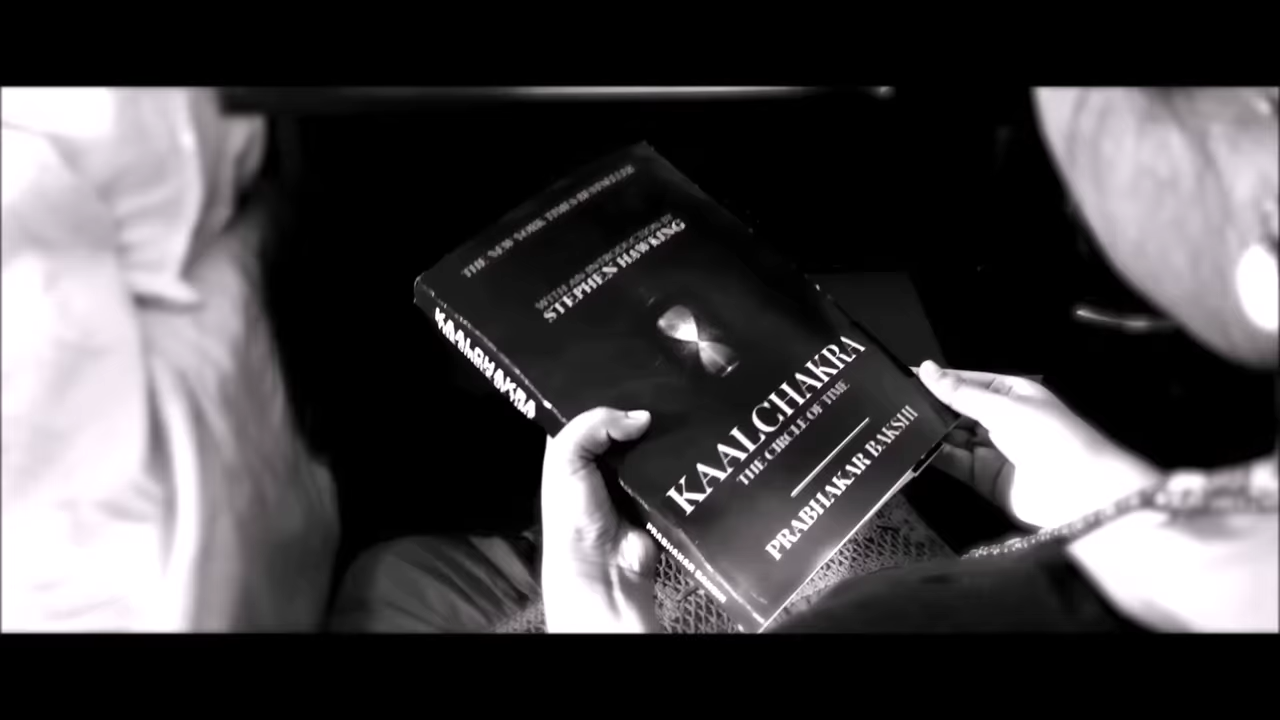 THE NEW YORK TIMES BESTSELLER
WITH AN INTRODUCTION BY
STEPHEN HAWKING
KAALCHAKRA
THE CIRCLE OF TIME
PRABHAKAR BAKSHI
KAALCHAKRA
PRABHAKAR BAKSHI